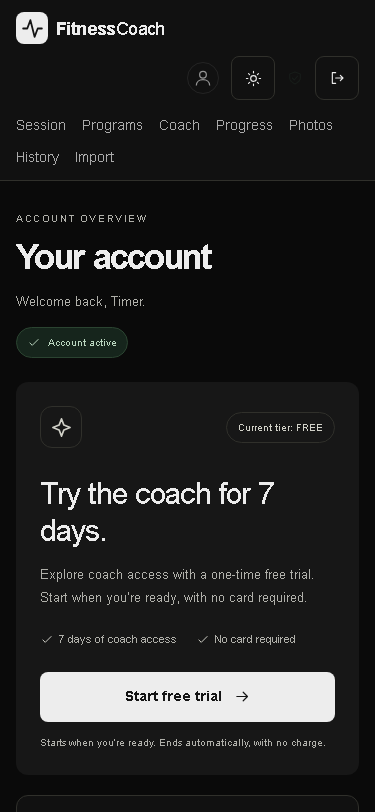 FitnessCoach
Session Programs Coach Progress Photos
History Import
ACCOUNT OVERVIEW
Your account
Welcome back, Timer.
Account active
Current tier: FREE
Try the coach for 7
days.
Explore coach access with a one-time free trial.
Start when you're ready, with no card required.
7 days of coach access No card required
Start free trial
Starts when you're ready. Ends automatically, with no charge.